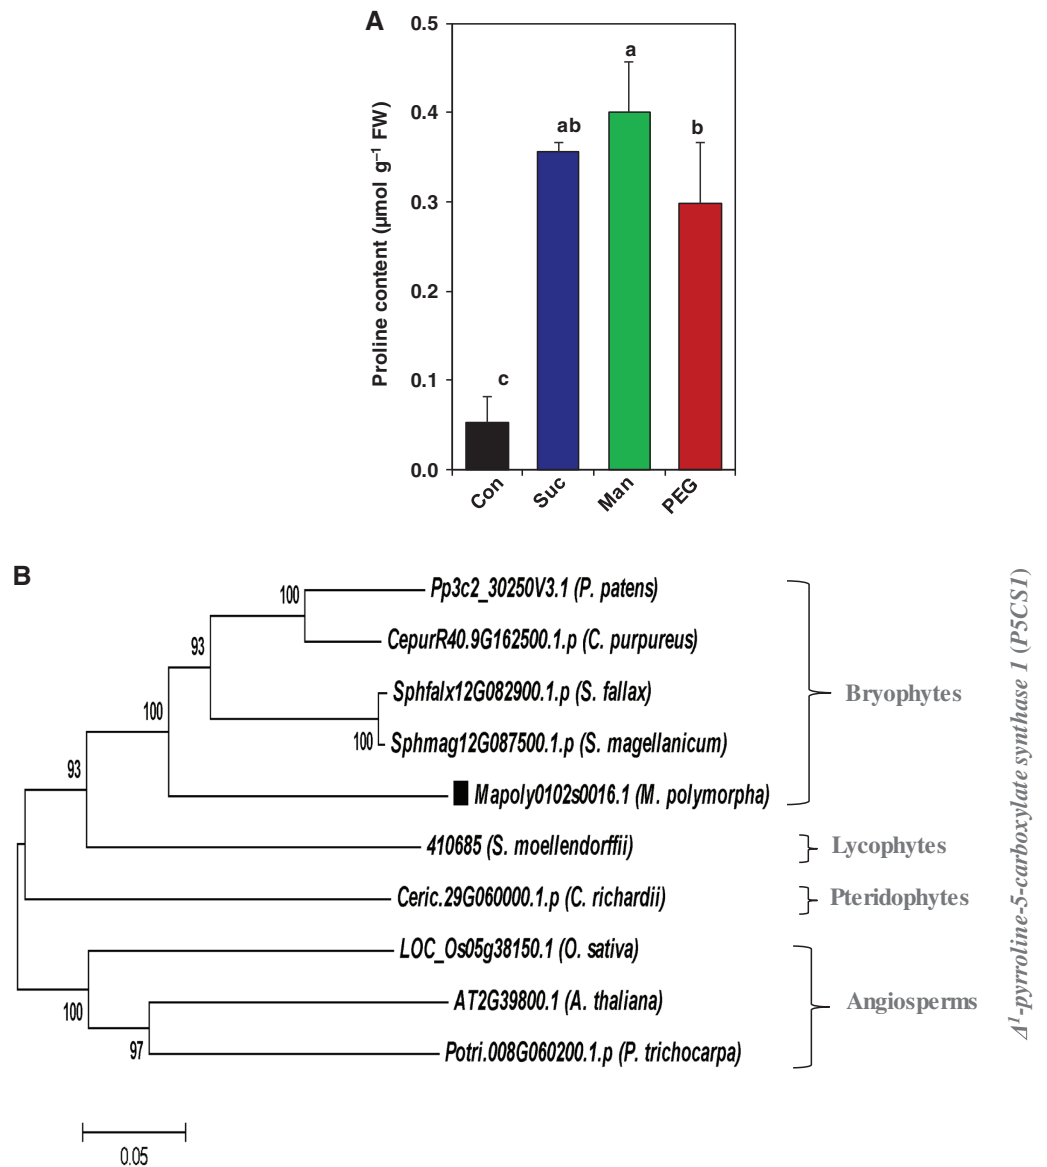 A
0.5
0.4
0.3
0.2
0.1
0.0
Proline content (µmol g⁻¹ FW)
c
ab
a
b
Con
Suc
Man
PEG
B
100
93
100
93
100
100
97
Pp3c2_30250V3.1 (P. patens)
CepurR40.9G162500.1.p (C. purpureus)
Sphfalx12G082900.1.p (S. fallax)
Sphmag12G087500.1.p (S. magellanicum)
Mapoly0102s0016.1 (M. polymorpha)
410685 (S. moellendorffii)
Ceric.29G060000.1.p (C. richardii)
LOC_Os05g38150.1 (O. sativa)
AT2G39800.1 (A. thaliana)
Potri.008G060200.1.p (P. trichocarpa)
Bryophytes
Lycophytes
Pteridophytes
Angiosperms
Δ¹-pyrroline-5-carboxylate synthase 1 (P5CS1)
0.05